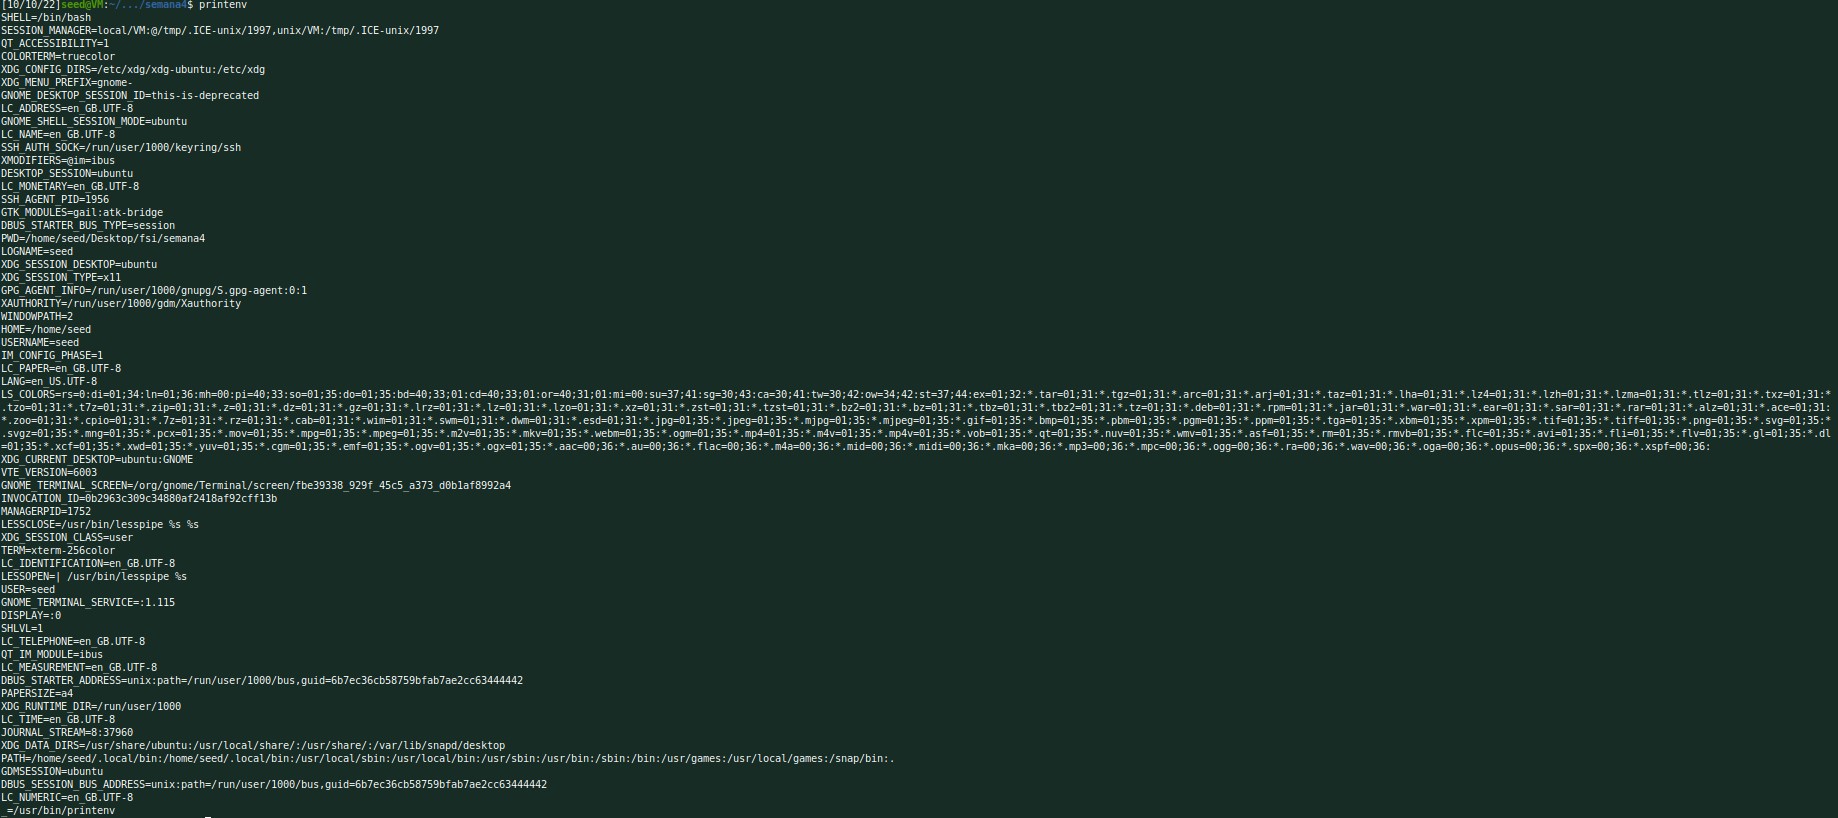 [10/10/22]seed@VM:~/.../semana4$ printenv
SHELL=/bin/bash
SESSION_MANAGER=local/VM:@/tmp/.ICE-unix/1997,unix/VM:/tmp/.ICE-unix/1997
QT_ACCESSIBILITY=1
COLORTERM=truecolor
XDG_CONFIG_DIRS=/etc/xdg/xdg-ubuntu:/etc/xdg
XDG_MENU_PREFIX=gnome-
GNOME_DESKTOP_SESSION_ID=this-is-deprecated
LC_ADDRESS=en_GB.UTF-8
GNOME_SHELL_SESSION_MODE=ubuntu
LC_NAME=en_GB.UTF-8
SSH_AUTH_SOCK=/run/user/1000/keyring/ssh
XMODIFIERS=@im=ibus
DESKTOP_SESSION=ubuntu
LC_MONETARY=en_GB.UTF-8
SSH_AGENT_PID=1956
GTK_MODULES=gail:atk-bridge
DBUS_STARTER_BUS_TYPE=session
PWD=/home/seed/Desktop/fsi/semana4
LOGNAME=seed
XDG_SESSION_DESKTOP=ubuntu
XDG_SESSION_TYPE=x11
GPG_AGENT_INFO=/run/user/1000/gnupg/S.gpg-agent:0:1
XAUTHORITY=/run/user/1000/gdm/Xauthority
WINDOWPATH=2
HOME=/home/seed
USERNAME=seed
IM_CONFIG_PHASE=1
LC_PAPER=en_GB.UTF-8
LANG=en_US.UTF-8
LS_COLORS=rs=0:di=01;34:ln=01;36:mh=00:pi=40;33:so=01;35:do=01;35:bd=40;33;01:cd=40;33;01:or=40;31;01:mi=00:su=37;41:sg=30;43:ca=30;41:tw=30;42:ow=34;42:st=37;44:ex=01;32:*.tar=01;31:*.tgz=01;31:*.arc=01;31:*.arj=01;31:*.taz=01;31:*.lha=01;31:*.lz4=01;31:*.lzh=01;31:*.lzma=01;31:*.tlz=01;31:*.txz=01;31:*
.tzo=01;31:*.t7z=01;31:*.zip=01;31:*.z=01;31:*.dz=01;31:*.gz=01;31:*.lrz=01;31:*.lz=01;31:*.lzo=01;31:*.xz=01;31:*.zst=01;31:*.tzst=01;31:*.bz2=01;31:*.bz=01;31:*.tbz=01;31:*.tbz2=01;31:*.tz=01;31:*.deb=01;31:*.rpm=01;31:*.jar=01;31:*.war=01;31:*.ear=01;31:*.sar=01;31:*.rar=01;31:*.alz=01;31:*.ace=01;31:
*.zoo=01;31:*.cpio=01;31:*.7z=01;31:*.rz=01;31:*.cab=01;31:*.wim=01;31:*.swm=01;31:*.dwm=01;31:*.esd=01;31:*.jpg=01;35:*.jpeg=01;35:*.mjpg=01;35:*.mjpeg=01;35:*.gif=01;35:*.bmp=01;35:*.pbm=01;35:*.pgm=01;35:*.ppm=01;35:*.tga=01;35:*.xbm=01;35:*.xpm=01;35:*.tif=01;35:*.tiff=01;35:*.png=01;35:*.svg=01;35:*
.svgz=01;35:*.mng=01;35:*.pcx=01;35:*.mov=01;35:*.mpg=01;35:*.mpeg=01;35:*.m2v=01;35:*.mkv=01;35:*.webm=01;35:*.ogm=01;35:*.mp4=01;35:*.m4v=01;35:*.mp4v=01;35:*.vob=01;35:*.qt=01;35:*.nuv=01;35:*.wmv=01;35:*.asf=01;35:*.rm=01;35:*.rmvb=01;35:*.flc=01;35:*.avi=01;35:*.fli=01;35:*.flv=01;35:*.gl=01;35:*.dl
=01;35:*.xcf=01;35:*.xwd=01;35:*.yuv=01;35:*.cgm=01;35:*.emf=01;35:*.ogv=01;35:*.ogx=01;35:*.aac=00;36:*.au=00;36:*.flac=00;36:*.m4a=00;36:*.mid=00;36:*.midi=00;36:*.mka=00;36:*.mp3=00;36:*.mpc=00;36:*.ogg=00;36:*.ra=00;36:*.wav=00;36:*.oga=00;36:*.opus=00;36:*.spx=00;36:*.xspf=00;36:
XDG_CURRENT_DESKTOP=ubuntu:GNOME
VTE_VERSION=6003
GNOME_TERMINAL_SCREEN=/org/gnome/Terminal/screen/fbe39338_929f_45c5_a373_d0b1af8992a4
INVOCATION_ID=0b2963c309c34880af2418af92cff13b
MANAGERPID=1752
LESSCLOSE=/usr/bin/lesspipe %s %s
XDG_SESSION_CLASS=user
TERM=xterm-256color
LC_IDENTIFICATION=en_GB.UTF-8
LESSOPEN=| /usr/bin/lesspipe %s
USER=seed
GNOME_TERMINAL_SERVICE=:1.115
DISPLAY=:0
SHLVL=1
LC_TELEPHONE=en_GB.UTF-8
QT_IM_MODULE=ibus
LC_MEASUREMENT=en_GB.UTF-8
DBUS_STARTER_ADDRESS=unix:path=/run/user/1000/bus,guid=6b7ec36cb58759bfab7ae2cc63444442
PAPERSIZE=a4
XDG_RUNTIME_DIR=/run/user/1000
LC_TIME=en_GB.UTF-8
JOURNAL_STREAM=8:37960
XDG_DATA_DIRS=/usr/share/ubuntu:/usr/local/share/:/usr/share/:/var/lib/snapd/desktop
PATH=/home/seed/.local/bin:/home/seed/.local/bin:/usr/local/sbin:/usr/local/bin:/usr/sbin:/usr/bin:/sbin:/bin:/usr/games:/usr/local/games:/snap/bin:.
GDMSESSION=ubuntu
DBUS_SESSION_BUS_ADDRESS=unix:path=/run/user/1000/bus,guid=6b7ec36cb58759bfab7ae2cc63444442
LC_NUMERIC=en_GB.UTF-8
_=/usr/bin/printenv